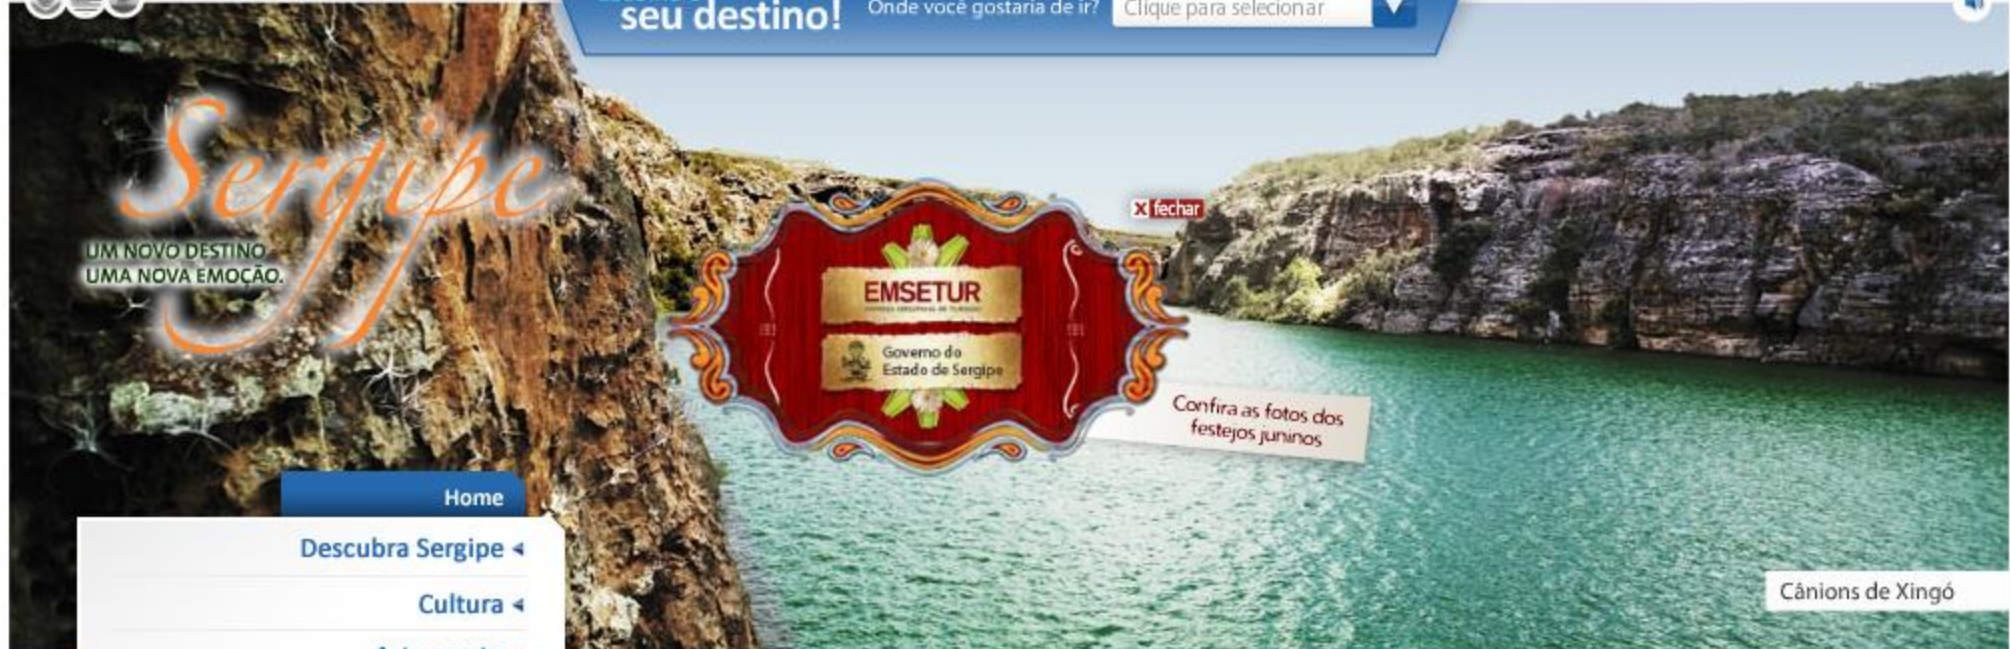 seu destino!
Onde você gostaria de ir?
Clique para selecionar
Sergipe
UM NOVO DESTINO
UMA NOVA EMOÇÃO.
X fechar
EMSETUR
Governo do
Estado de Sergipe
Confira as fotos dos
festejos juninos
Home
Descubra Sergipe
Cultura
Cânions de Xingó